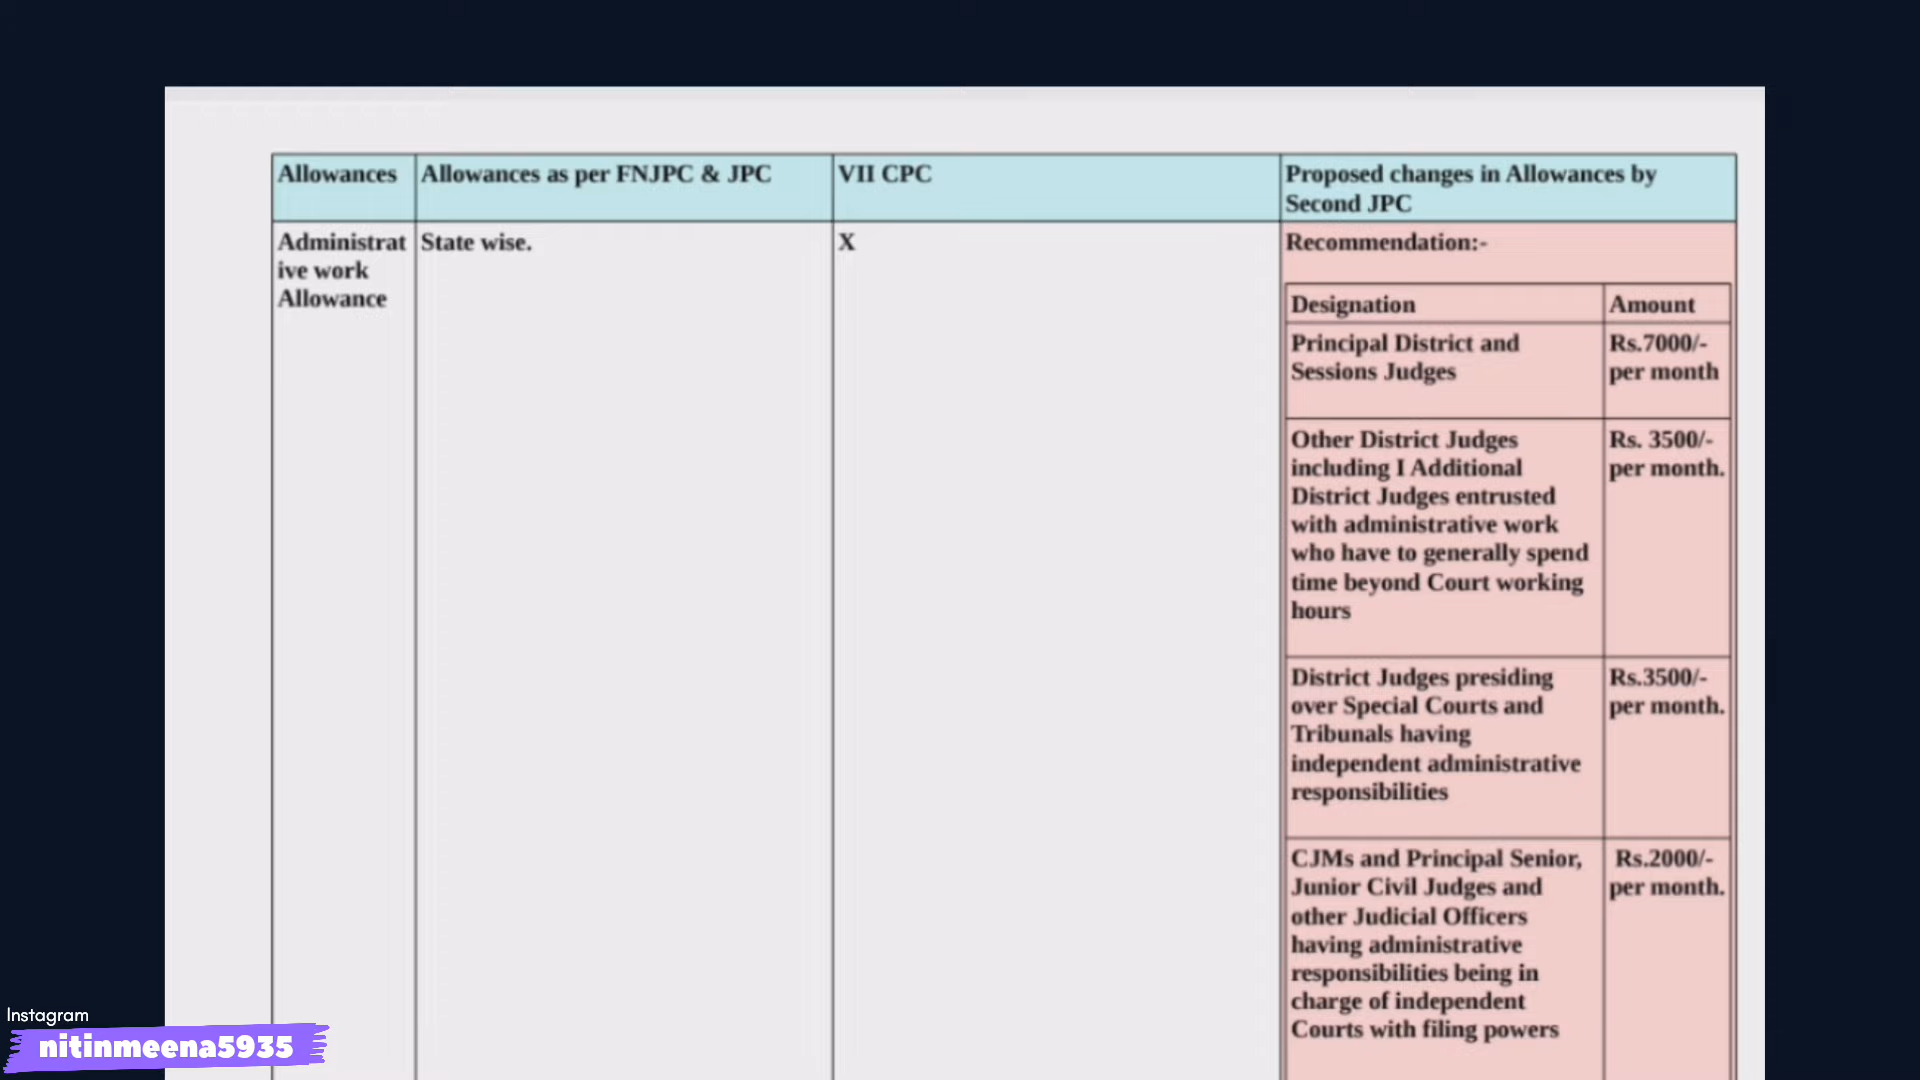 Allowances
Allowances as per FNJPC & JPC
VII CPC
Proposed changes in Allowances by
Second JPC
Administrat
ive work
Allowance
State wise.
X
Recommendation:-
Designation
Amount
Principal District and
Sessions Judges
Rs.7000/-
per month
Other District Judges
including I Additional
District Judges entrusted
with administrative work
who have to generally spend
time beyond Court working
hours
Rs. 3500/-
per month.
District Judges presiding
over Special Courts and
Tribunals having
independent administrative
responsibilities
Rs.3500/-
per month.
CJMs and Principal Senior,
Junior Civil Judges and
other Judicial Officers
having administrative
responsibilities being in
charge of independent
Courts with filing powers
Rs.2000/-
per month.
Instagram
nitinmeena5935